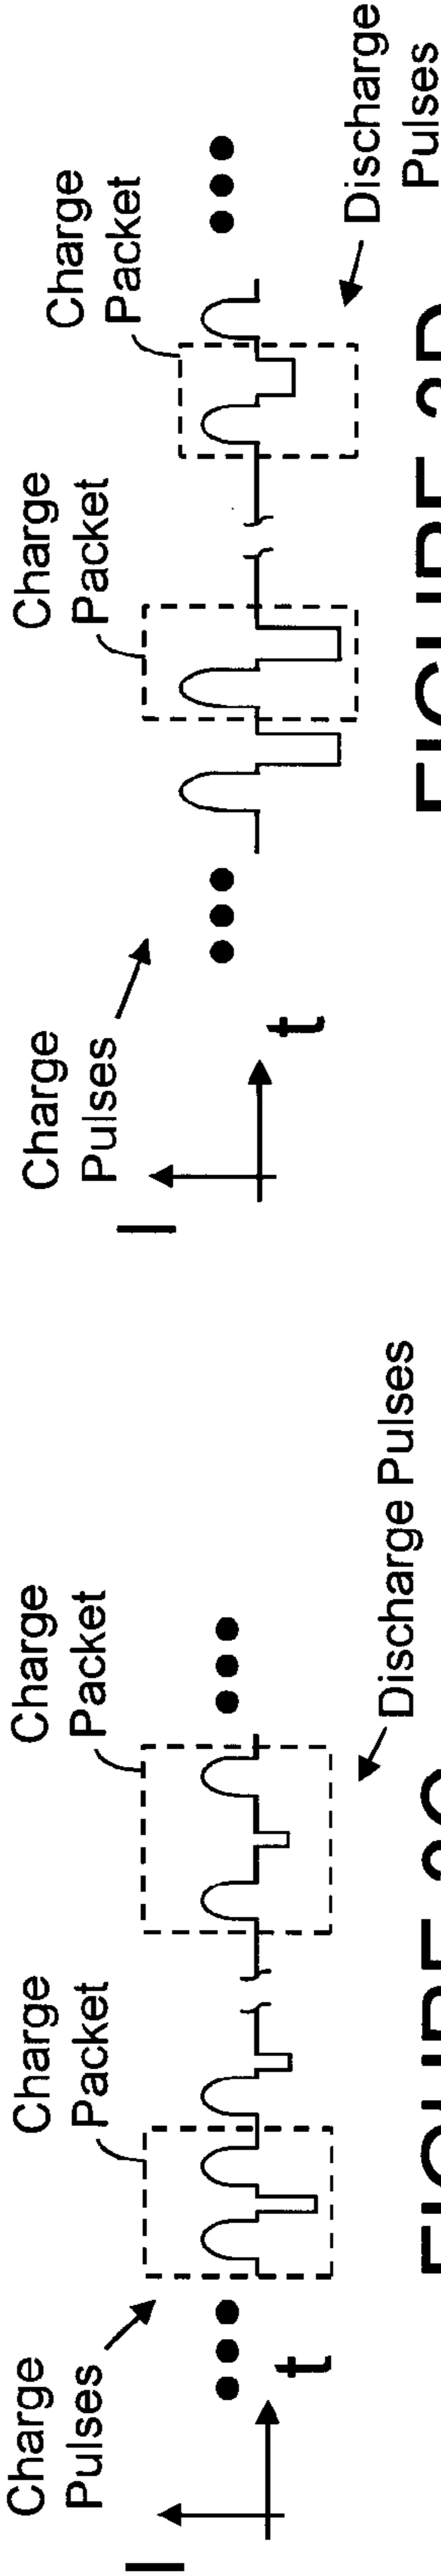 Charge
Pulses
Charge
Packet
Charge
Packet
I
t
Discharge Pulses
Charge
Pulses
Charge
Packet
Charge
Packet
I
t
Discharge
Pulses